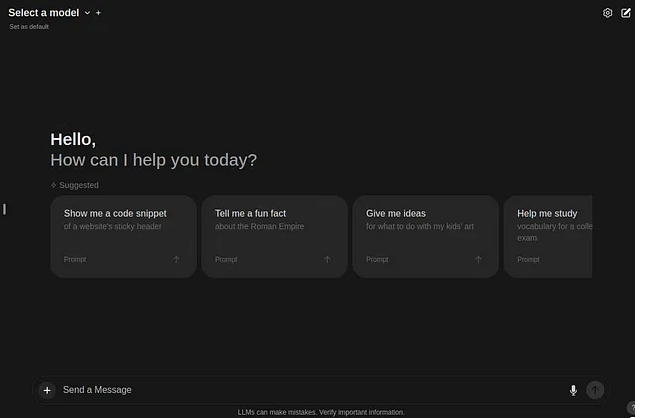 Select a model
Set as default
Hello,
How can I help you today?
Suggested
Show me a code snippet
of a website's sticky header
Prompt
Tell me a fun fact
about the Roman Empire
Prompt
Give me ideas
for what to do with my kids' art
Prompt
Help me study
vocabulary for a colle
exam
Prompt
Send a Message
LLMs can make mistakes. Verify important information.
?